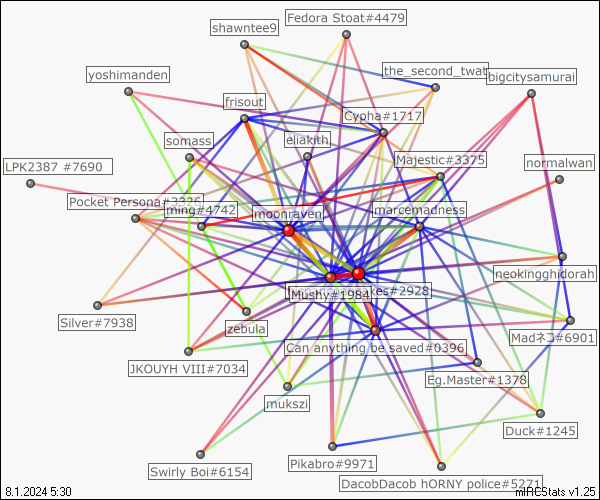 Fedora Stoat#4479
shawntee9
the_second_twat
yoshimanden
bigcitysamurai
frisout
Cypha#1717
somass
eliakith
Majestic#3375
LPK2387 #7690
normalwan
Pocket Persona#3326
ming#4742
moonraven
marcemadness
neokingghidorah
Mushy#1984
kes#2928
Silver#7938
zebula
Madネコ#6901
Can anything be saved#0396
JKOUYH VIII#7034
Eg.Master#1378
mukszi
Duck#1245
Swirly Boi#6154
Pikabro#9971
DacobDacob hORNY police#5271
8.1.2024 5:30
mIRCStats v1.25